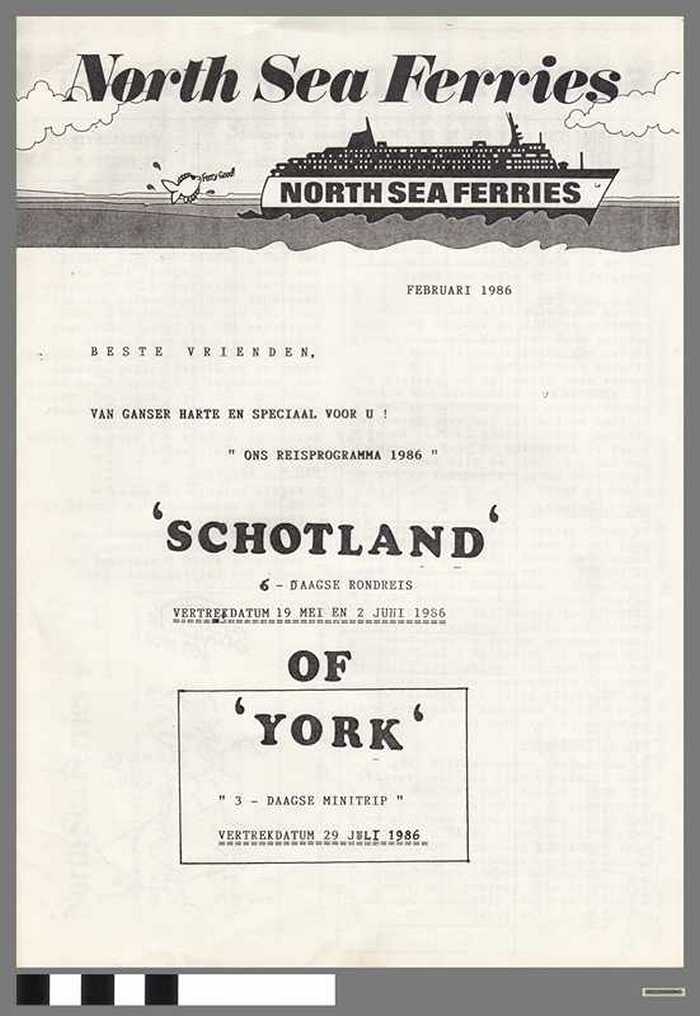 North Sea Ferries
Ferry Good!
NORTH SEA FERRIES
FEBRUARI 1986
BESTE VRIENDEN,
VAN GANSER HARTE EN SPECIAAL VOOR U !
" ONS REISPROGRAMMA 1986 "
'SCHOTLAND'
6 - DAAGSE RONDREIS
VERTREKDATUM 19 MEI EN 2 JUNI 1986
OF
'YORK'
" 3 - DAAGSE MINITRIP "
VERTREKDATUM 29 JULI 1986